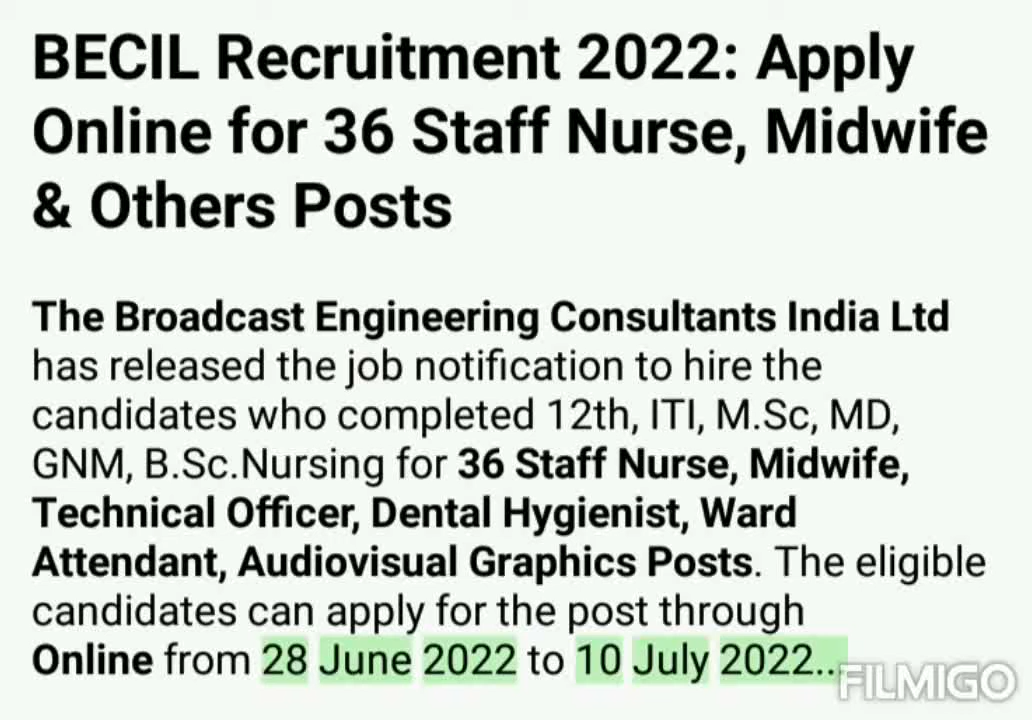 BECIL Recruitment 2022: Apply
Online for 36 Staff Nurse, Midwife
& Others Posts
The Broadcast Engineering Consultants India Ltd
has released the job notification to hire the
candidates who completed 12th, ITI, M.Sc, MD,
GNM, B.Sc.Nursing for 36 Staff Nurse, Midwife,
Technical Officer, Dental Hygienist, Ward
Attendant, Audiovisual Graphics Posts. The eligible
candidates can apply for the post through
Online from 28 June 2022 to 10 July 2022...
FILMIGO